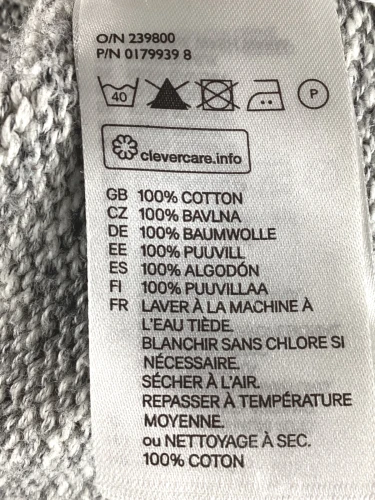 O/N 239800
P/N 0179939 8
40 P
clevercare.info
GB 100% COTTON
CZ 100% BAVLNA
DE 100% BAUMWOLLE
EE 100% PUUVILL
ES 100% ALGODÓN
FI 100% PUUVILLAA
FR LAVER À LA MACHINE À
L'EAU TIÈDE.
BLANCHIR SANS CHLORE SI
NÉCESSAIRE.
SÉCHER À L'AIR.
REPASSER À TEMPÉRATURE
MOYENNE.
ou NETTOYAGE À SEC.
100% COTON